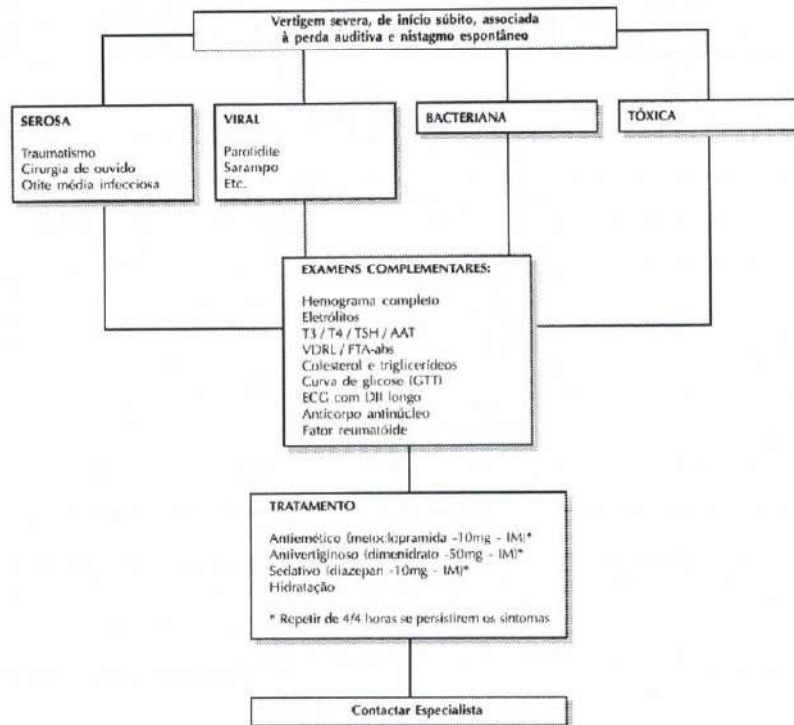 Vertigem severa, de início súbito, associada
à perda auditiva e nistagmo espontâneo
SEROSA
Traumatismo
Cirurgia de ouvido
Otite média infecciosa
VIRAL
Parotidite
Sarampo
Etc.
BACTERIANA
TÓXICA
EXAMENS COMPLEMENTARES:
Hemograma completo
Eletrólitos
T3 / T4 / TSH / AAT
VDRL / FTA-abs
Colesterol e triglicerídeos
Curva de glicose (GTT)
ECG com DII longo
Anticorpo antinúcleo
Fator reumatóide
TRATAMENTO
Antiemético (metoclopramida -10mg - IM)*
Antivertiginoso (dimenidrato -50mg - IM)*
Sedativo (diazepan -10mg - IM)*
Hidratação
* Repetir de 4/4 horas se persistirem os sintomas
Contactar Especialista